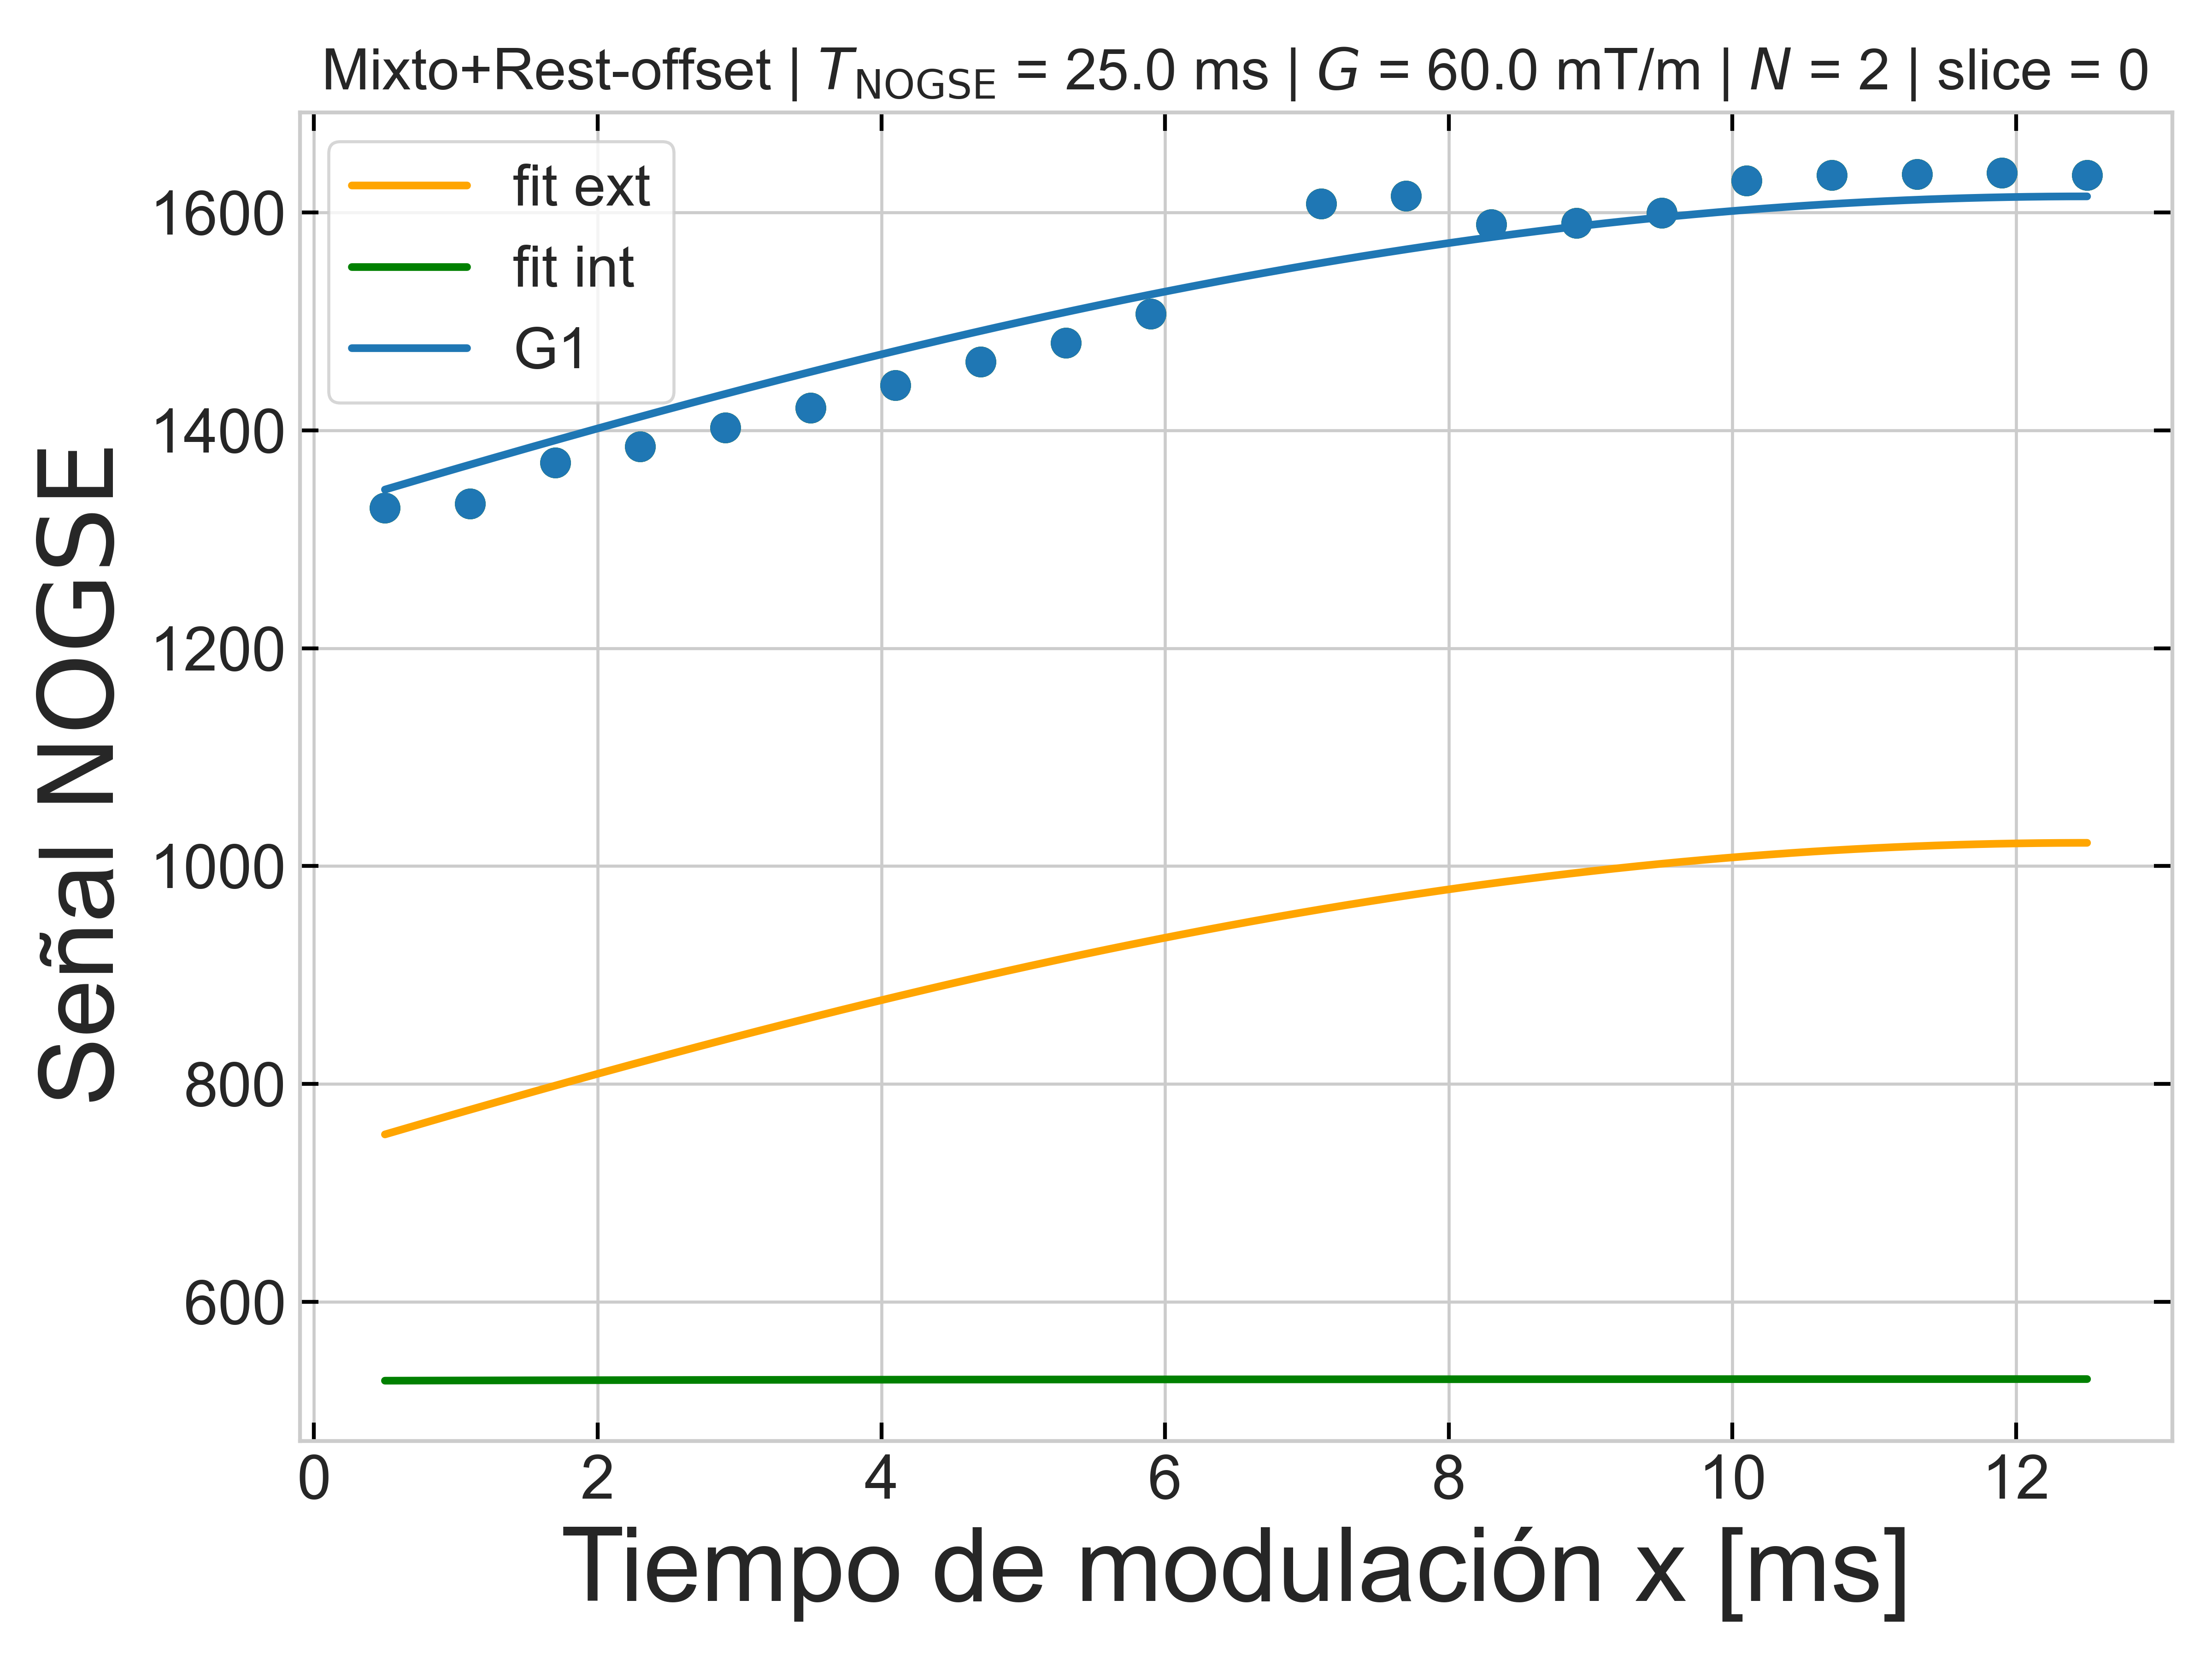 Mixto+Rest-offset | T_NOGSE = 25.0 ms | G = 60.0 mT/m | N = 2 | slice = 0
fit ext
fit int
G1
1600
1400
1200
1000
800
600
Señal NOGSE
0 2 4 6 8 10 12
Tiempo de modulación x [ms]